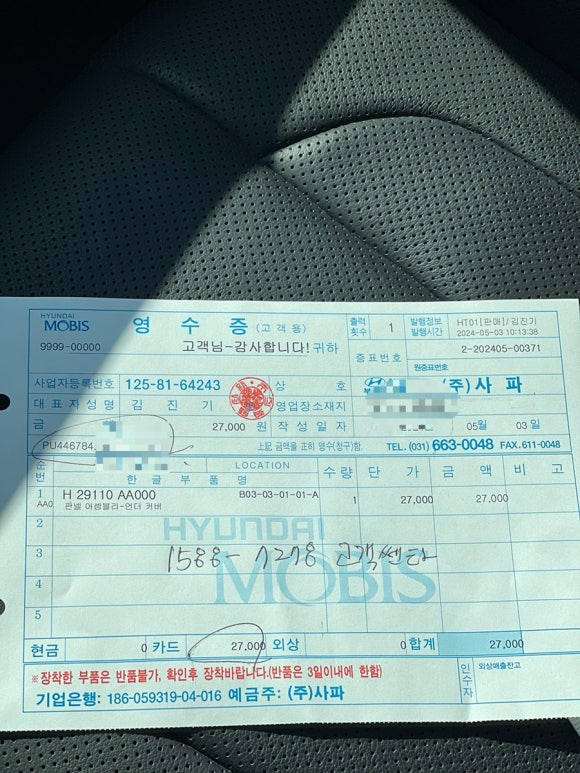 HYUNDAI
MOBIS
영 수 증 (고객용)
출력 횟수 1
발행정보 HT01[판매]/김진기
발행시간 2024-05-03 10:13:38
9999-00000 고객님-감사합니다! 귀하
증표번호 2-202405-00371
원증표번호
사업자등록번호 125-81-64243 상 호 (주)사파
대표자성명 김 진 기 영업장소재지
금 27,000 원 작성일자 05월 03일
PU446784 상기 금액을 정히 영수(청구)함. TEL. (031) 663-0048 FAX. 611-0048
순번 한글부품명 LOCATION 수량 단가 금액 비고
1 H 29110 AA000 B03-03-01-01-A 1 27,000 27,000
AA0 판넬 어셈블리-언더 커버
2
HYUNDAI
3 1588-7278 고객쎈타
MOBIS
4
5
현금 0 카드 27,000 외상 0 합계 27,000
※장착한 부품은 반품불가, 확인후 장착바랍니다.(반품은 3일이내에 한함)
인수자 외상매출잔고
기업은행: 186-059319-04-016 예금주: (주)사파